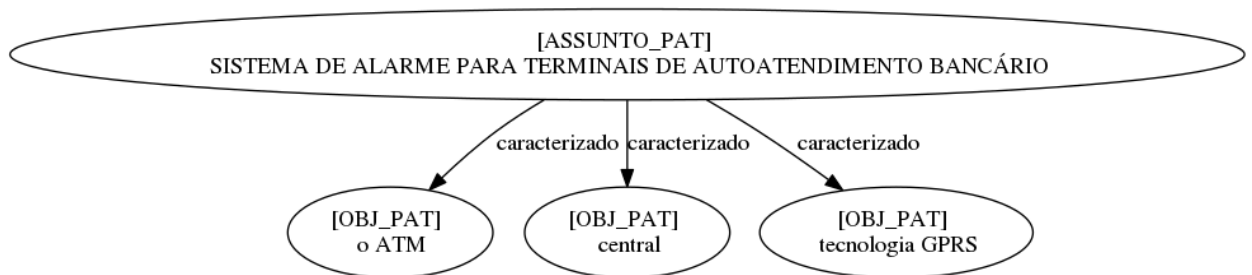 [ASSUNTO_PAT]
SISTEMA DE ALARME PARA TERMINAIS DE AUTOATENDIMENTO BANCÁRIO
caracterizado
caracterizado
caracterizado
[OBJ_PAT]
o ATM
[OBJ_PAT]
central
[OBJ_PAT]
tecnologia GPRS